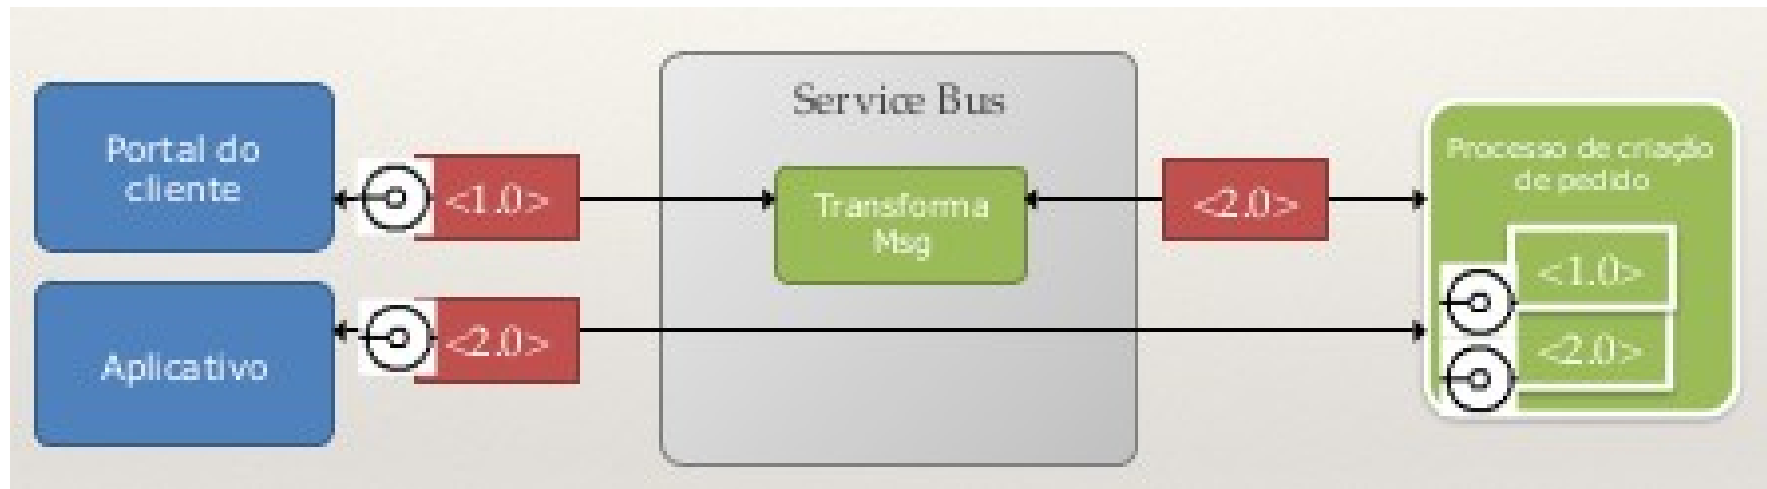 Service Bus
Portal do
cliente
<1.0>
Transforma
Msg
<2.0>
Processo de criação
de pedido
<1.0>
<2.0>
Aplicativo
<2.0>